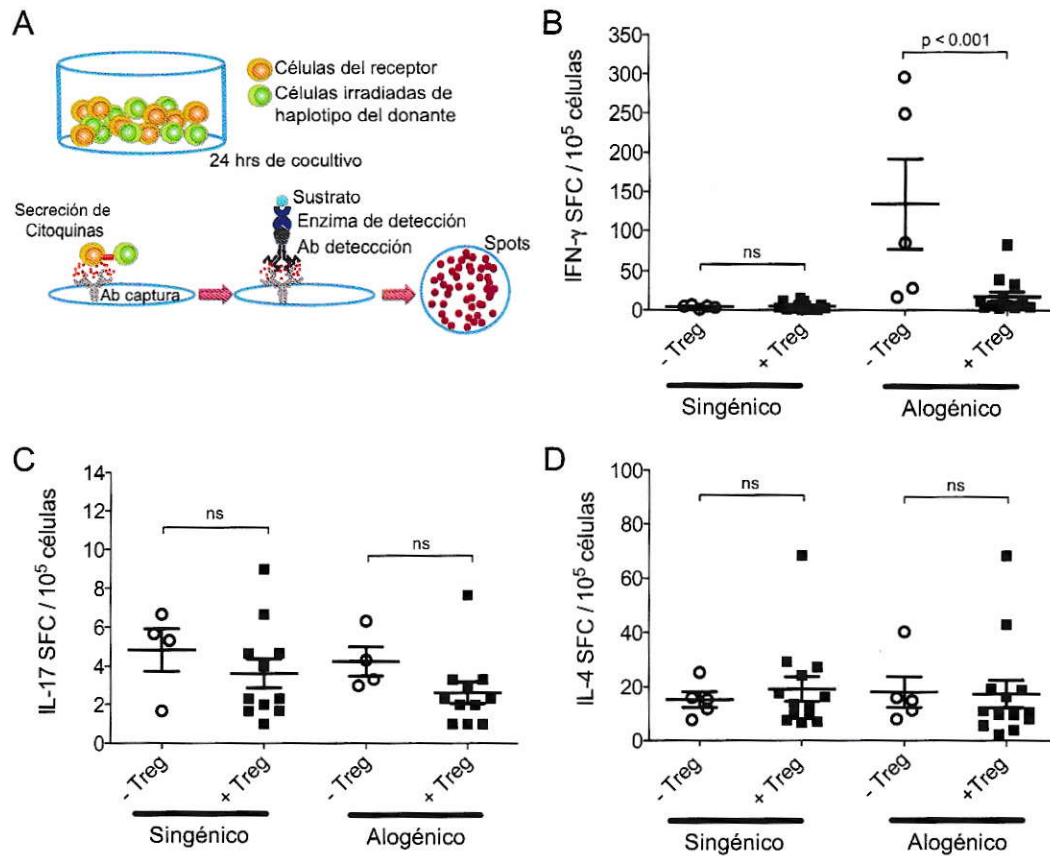 A
Células del receptor
Células irradiadas de
haplotipo del donante
24 hrs de cocultivo
Secreción de
Citoquinas
Ab captura
Sustrato
Enzima de detección
Ab detccción
Spots
B
IFN-γ SFC / 10⁵ células
350
300
250
200
150
100
50
0
ns
p < 0.001
- Treg
+ Treg
- Treg
+ Treg
Singénico
Alogénico
C
IL-17 SFC / 10⁵ células
14
12
10
8
6
4
2
0
ns
ns
- Treg
+ Treg
- Treg
+ Treg
Singénico
Alogénico
D
IL-4 SFC / 10⁵ células
100
80
60
40
20
0
ns
ns
- Treg
+ Treg
- Treg
+Treg
Singénico
Alogénico